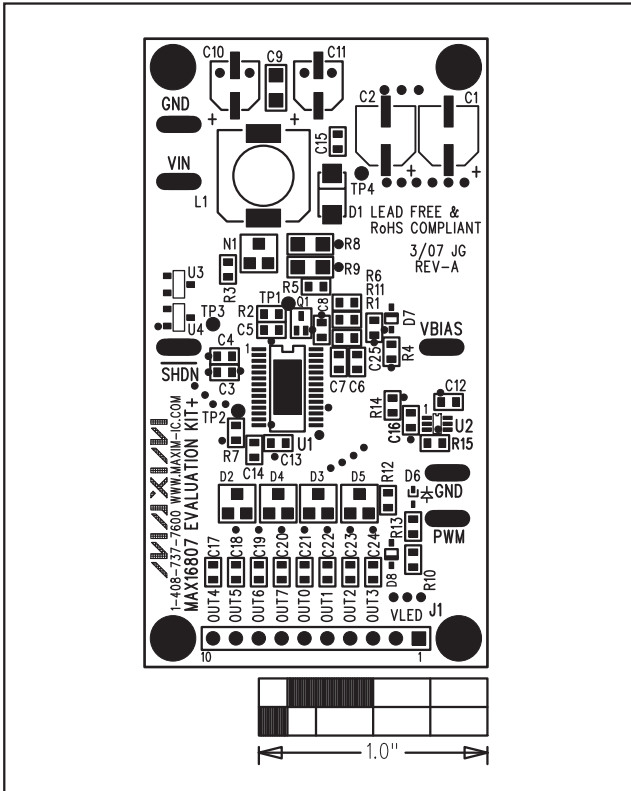 C10
C9
C11
GND
C2
C1
+
+
C15
+
+
VIN
L1
TP4
D1
LEAD FREE &
RoHS COMPLIANT
3/07 JG
REV-A
N1
R8
R9
R3
R5
U3
R6
R11
R1
TP1
Q1
C8
D7
R2
C5
TP3
U4
VBIAS
SHDN
C4
C3
1
C7
C6
C25
R4
C12
R14
C16
1
U2
R15
TP2
R7
C14
C13
U1
MAXIM
1-408-737-7600 WWW.MAXIM-IC.COM
MAX16807 EVALUATION KIT+
D2
D4
D3
D5
R12
D6
GND
R13
PWM
C17
C18
C19
C20
C21
C22
C23
C24
D8
R10
OUT4
OUT5
OUT6
OUT7
OUT0
OUT1
OUT2
OUT3
VLED
J1
10
1
1.0"